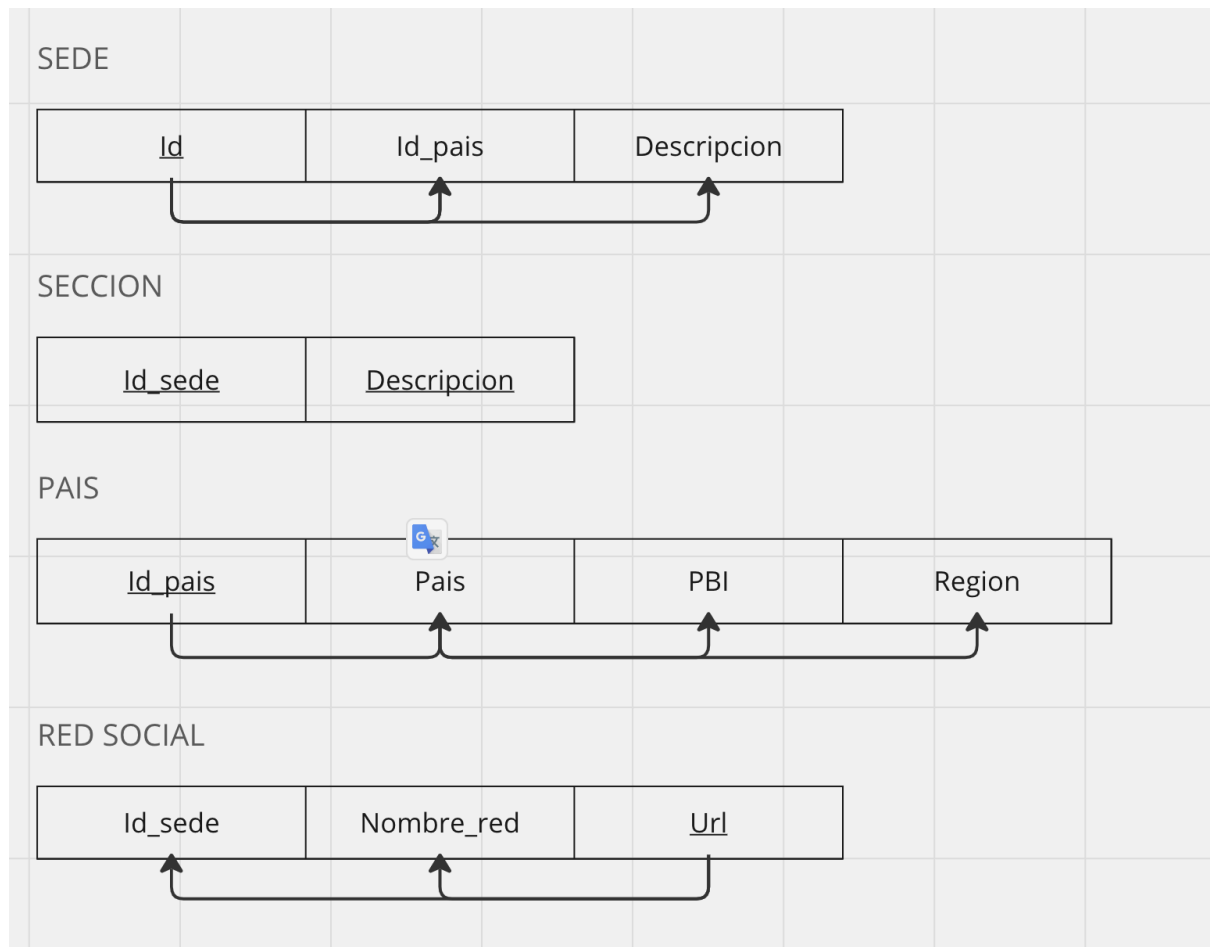 SEDE
Id Id_pais Descripcion
SECCION
Id_sede Descripcion
PAIS
Id_pais Pais PBI Region
RED SOCIAL
Id_sede Nombre_red Url